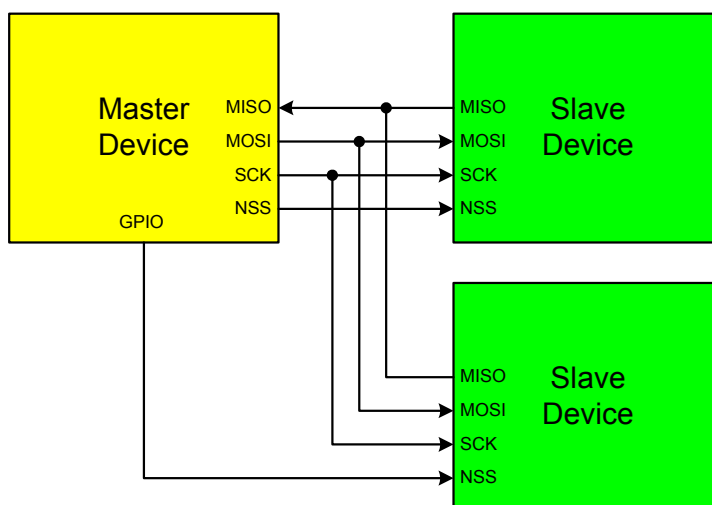 Master
Device
MISO
MOSI
SCK
NSS
GPIO
MISO
MOSI
SCK
NSS
Slave
Device
MISO
MOSI
SCK
NSS
Slave
Device